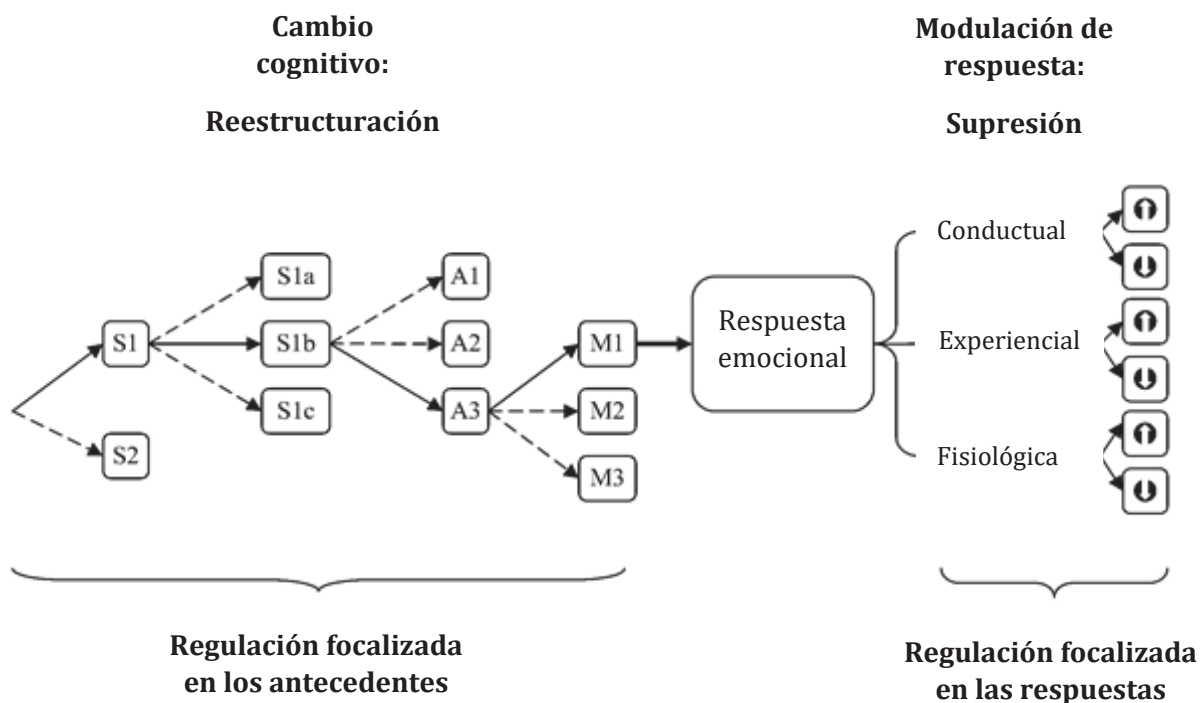 Cambio
cognitivo:
Reestructuración
Modulación de
respuesta:
Supresión
S1
S2
S1a
S1b
S1c
A1
A2
A3
M1
M2
M3
Respuesta
emocional
Conductual
Experiencial
Fisiológica
Regulación focalizada
en los antecedentes
Regulación focalizada
en las respuestas